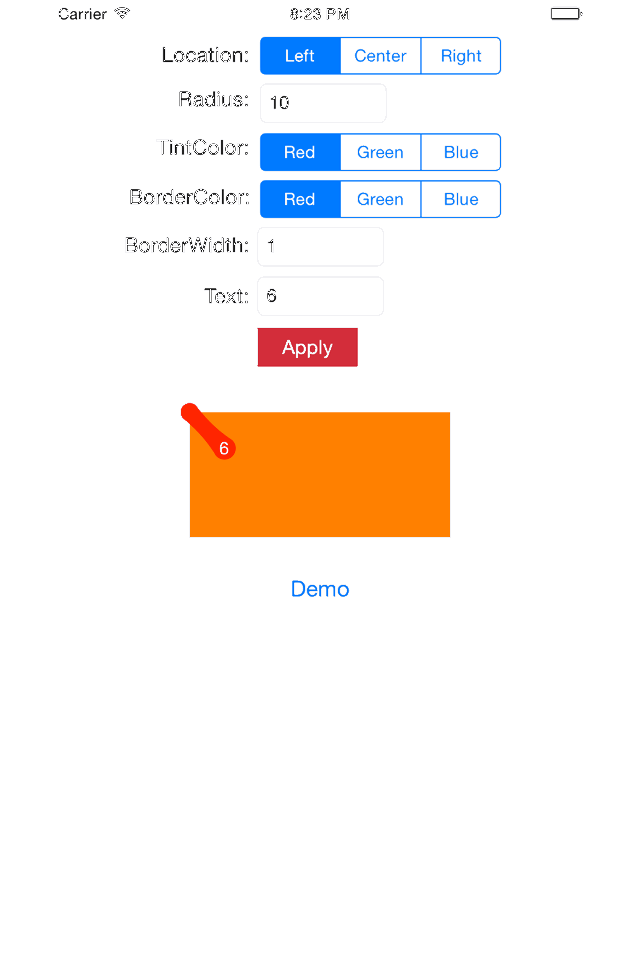 Carrier 8:23 PM
Location: Left Center Right
Radius: 10
TintColor: Red Green Blue
BorderColor: Red Green Blue
BorderWidth: 1
Text: 6
Apply
6
Demo